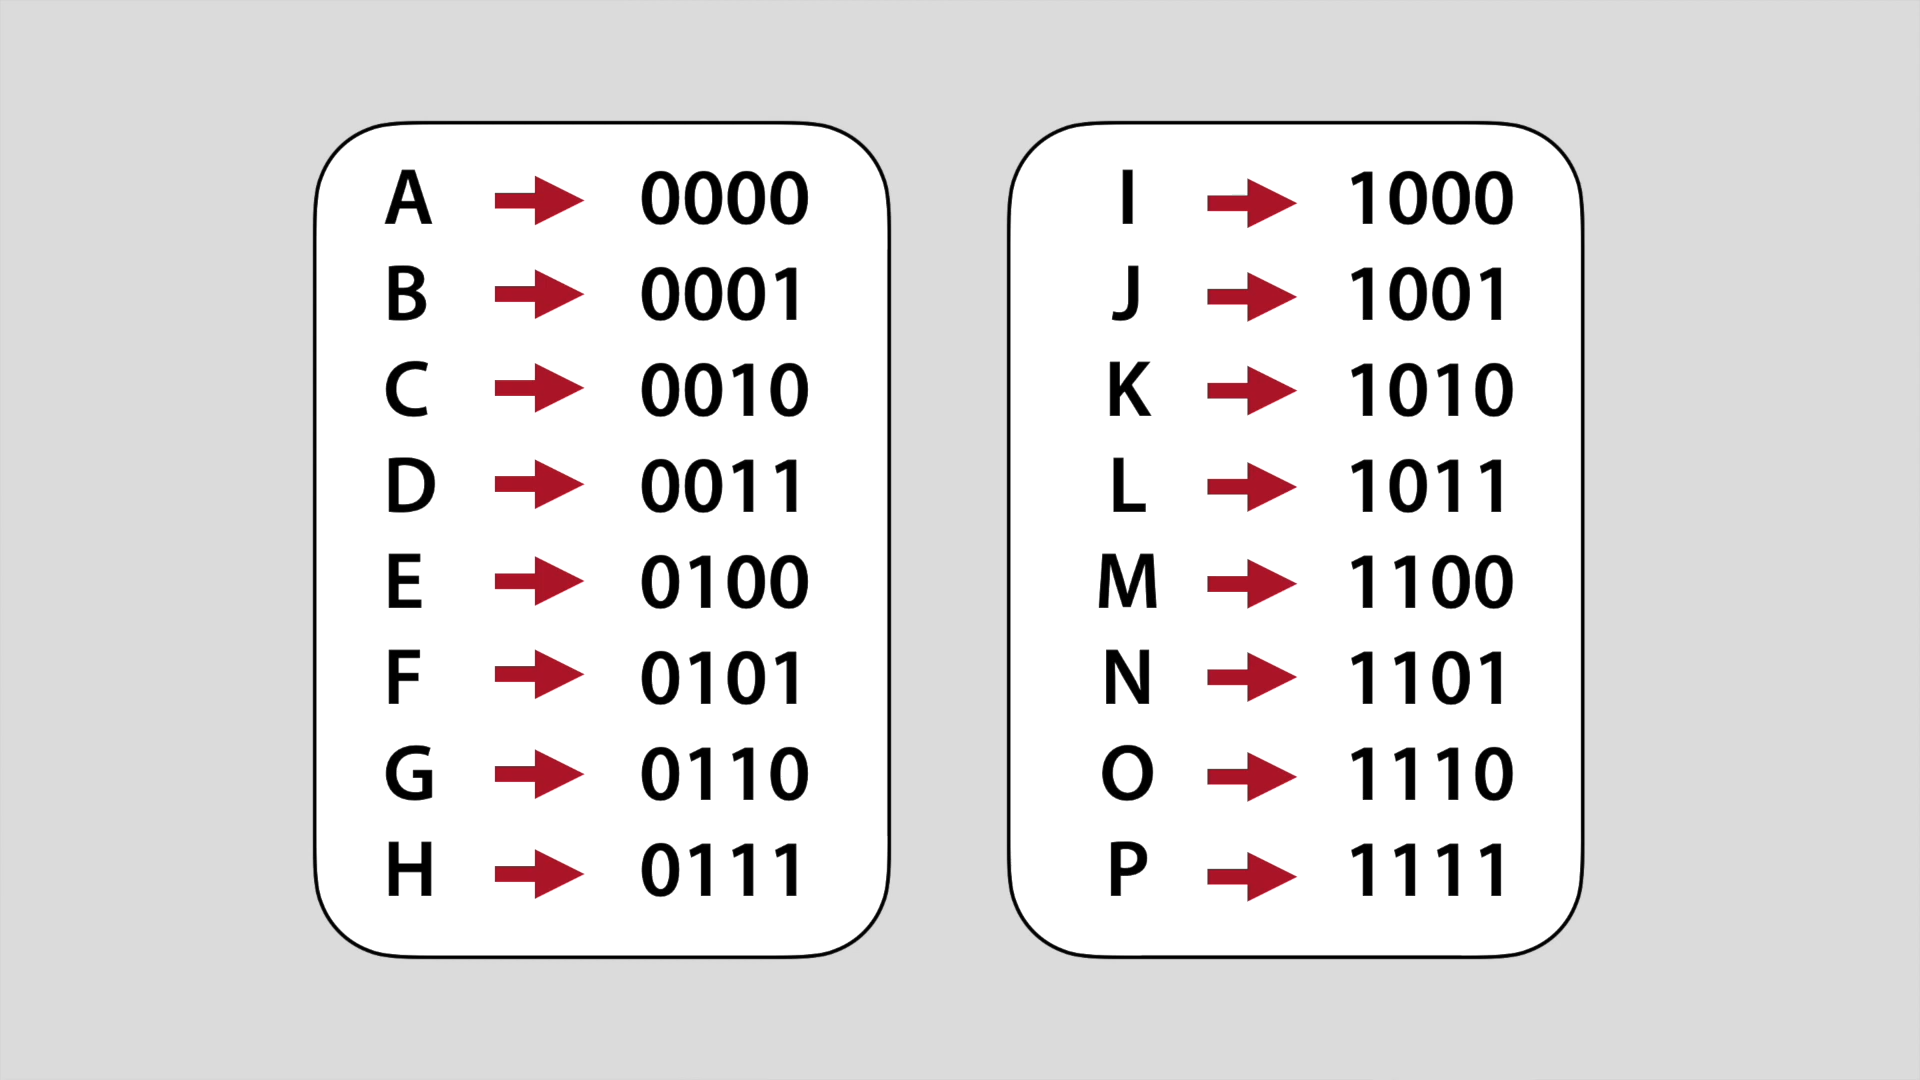 A → 0000
B → 0001
C → 0010
D → 0011
E → 0100
F → 0101
G → 0110
H → 0111
I → 1000
J → 1001
K → 1010
L → 1011
M → 1100
N → 1101
O → 1110
P → 1111